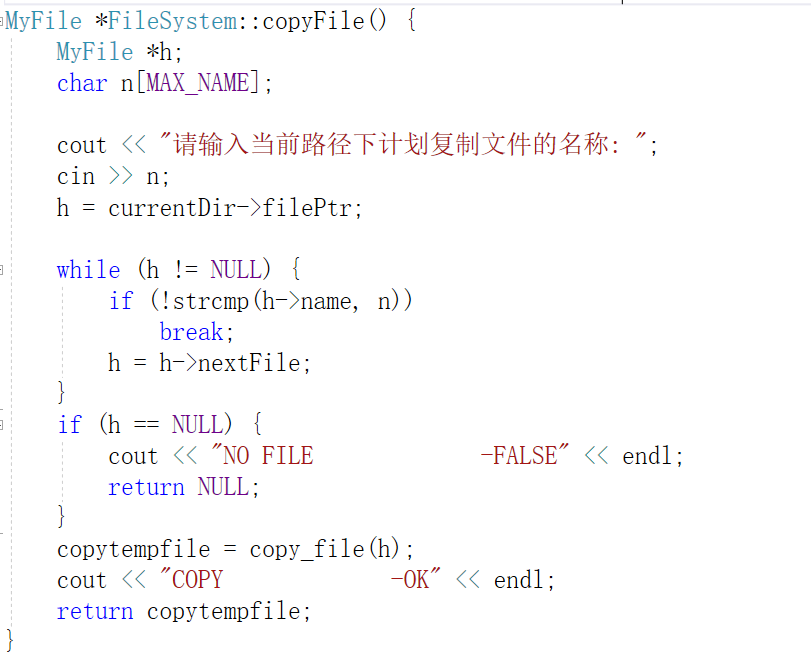 MyFile *FileSystem::copyFile() {
    MyFile *h;
    char n[MAX_NAME];

    cout << "请输入当前路径下计划复制文件的名称: ";
    cin >> n;
    h = currentDir->filePtr;

    while (h != NULL) {
        if (!strcmp(h->name, n))
            break;
        h = h->nextFile;
    }
    if (h == NULL) {
        cout << "NO FILE             -FALSE" << endl;
        return NULL;
    }
    copytempfile = copy_file(h);
    cout << "COPY             -OK" << endl;
    return copytempfile;
}